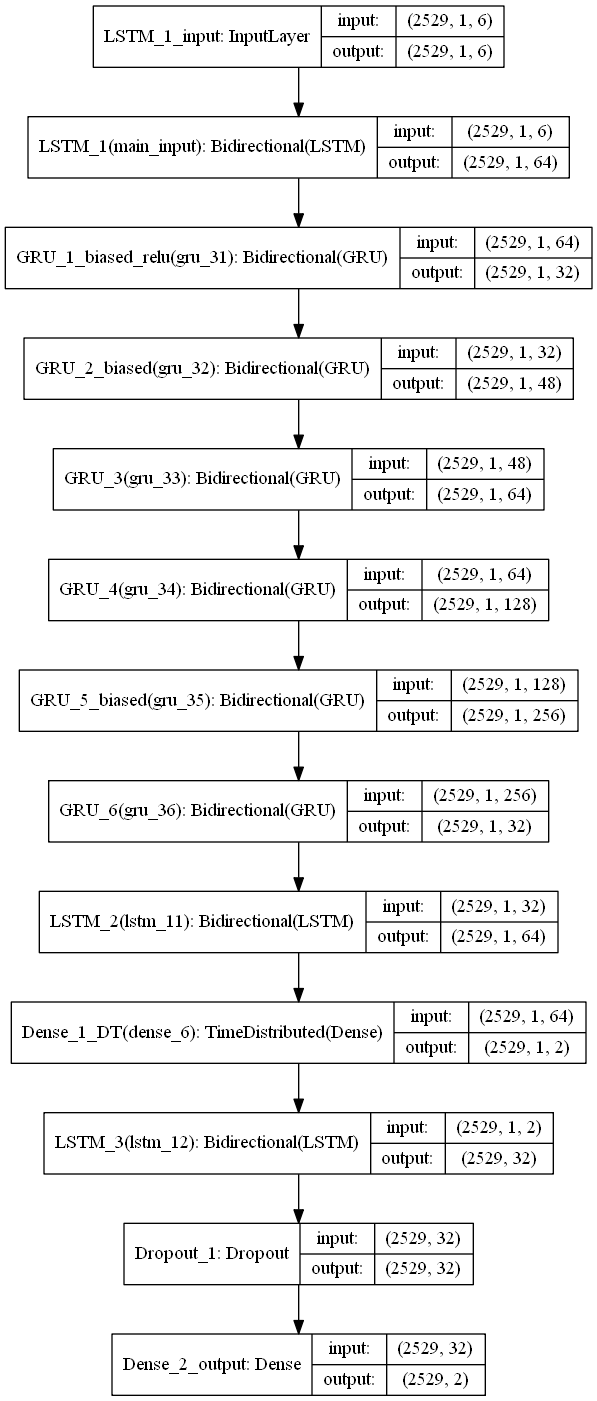 LSTM_1_input: InputLayer
input: (2529, 1, 6)
output: (2529, 1, 6)
LSTM_1(main_input): Bidirectional(LSTM)
input: (2529, 1, 6)
output: (2529, 1, 64)
GRU_1_biased_relu(gru_31): Bidirectional(GRU)
input: (2529, 1, 64)
output: (2529, 1, 32)
GRU_2_biased(gru_32): Bidirectional(GRU)
input: (2529, 1, 32)
output: (2529, 1, 48)
GRU_3(gru_33): Bidirectional(GRU)
input: (2529, 1, 48)
output: (2529, 1, 64)
GRU_4(gru_34): Bidirectional(GRU)
input: (2529, 1, 64)
output: (2529, 1, 128)
GRU_5_biased(gru_35): Bidirectional(GRU)
input: (2529, 1, 128)
output: (2529, 1, 256)
GRU_6(gru_36): Bidirectional(GRU)
input: (2529, 1, 256)
output: (2529, 1, 32)
LSTM_2(lstm_11): Bidirectional(LSTM)
input: (2529, 1, 32)
output: (2529, 1, 64)
Dense_1_DT(dense_6): TimeDistributed(Dense)
input: (2529, 1, 64)
output: (2529, 1, 2)
LSTM_3(lstm_12): Bidirectional(LSTM)
input: (2529, 1, 2)
output: (2529, 32)
Dropout_1: Dropout
input: (2529, 32)
output: (2529, 32)
Dense_2_output: Dense
input: (2529, 32)
output: (2529, 2)